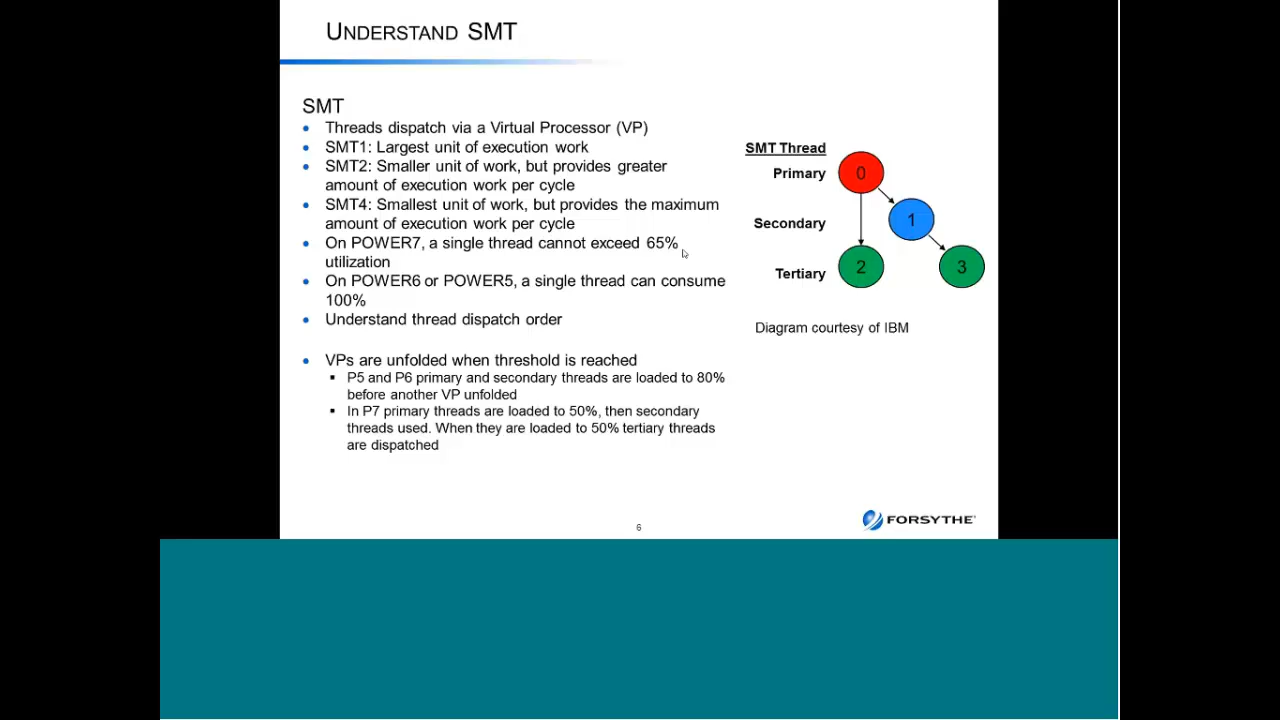 UNDERSTAND SMT
SMT
• Threads dispatch via a Virtual Processor (VP)
• SMT1: Largest unit of execution work
• SMT2: Smaller unit of work, but provides greater
amount of execution work per cycle
• SMT4: Smallest unit of work, but provides the maximum
amount of execution work per cycle
• On POWER7, a single thread cannot exceed 65%
utilization
• On POWER6 or POWER5, a single thread can consume
100%
• Understand thread dispatch order
• VPs are unfolded when threshold is reached
▪ P5 and P6 primary and secondary threads are loaded to 80%
before another VP unfolded
▪ In P7 primary threads are loaded to 50%, then secondary
threads used. When they are loaded to 50% tertiary threads
are dispatched
SMT Thread
Primary
0
Secondary
1
Tertiary
2
3
Diagram courtesy of IBM
6
FORSYTHE